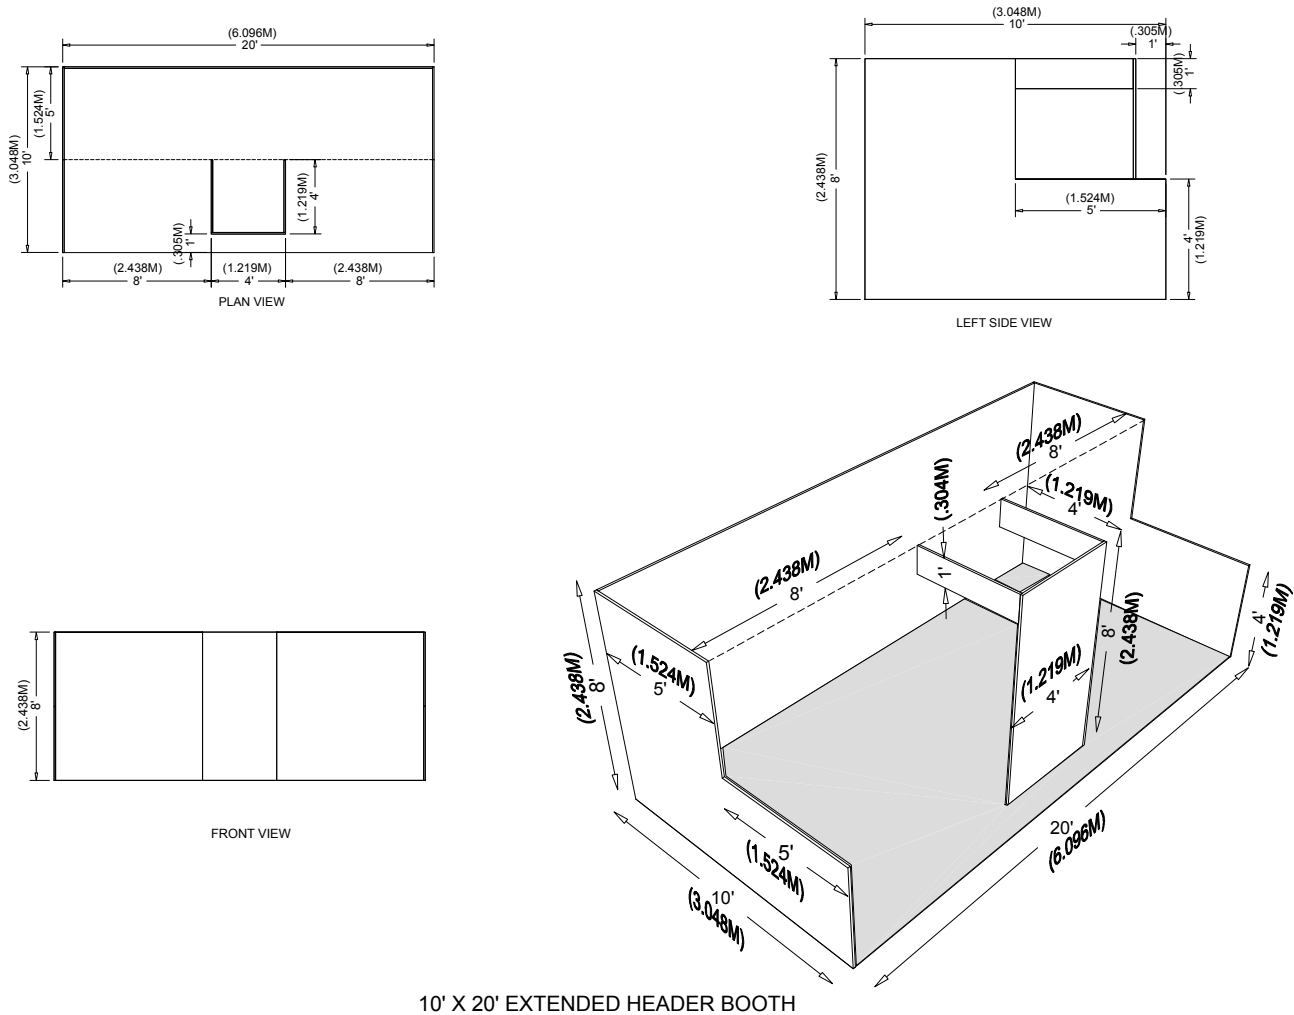 (6.096M)
20'
(3.048M)
10'
(1.524M)
5'
(1.219M)
4'
(.305M)
1'
(2.438M)
8'
(1.219M)
4'
(2.438M)
8'
PLAN VIEW
(3.048M)
10'
(.305M)
1'
(.305M)
1'
(2.438M)
8'
(1.524M)
5'
4'
(1.219M)
LEFT SIDE VIEW
(2.438M)
8'
FRONT VIEW
(2.438M)
8'
(.304M)
1'
(1.219M)
4'
(2.438M)
8'
(1.524M)
5'
(2.438M)
8'
(1.219M)
4'
8'
(2.438M)
4'
(1.219M)
5'
(1.524M)
10'
(3.048M)
20'
(6.096M)
10' X 20' EXTENDED HEADER BOOTH